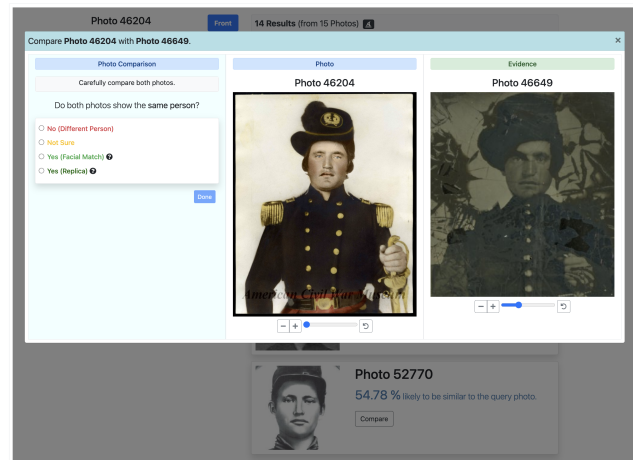 Photo 46204
Front
14 Results (from 15 Photos)
Compare Photo 46204 with Photo 46649.
×
Photo Comparison
Carefully compare both photos.
Do both photos show the same person?
No (Different Person)
Not Sure
Yes (Facial Match)
Yes (Replica)
Done
Photo
Photo 46204
American Civil War Museum
Evidence
Photo 46649
Photo 52770
54.78 % likely to be similar to the query photo.
Compare